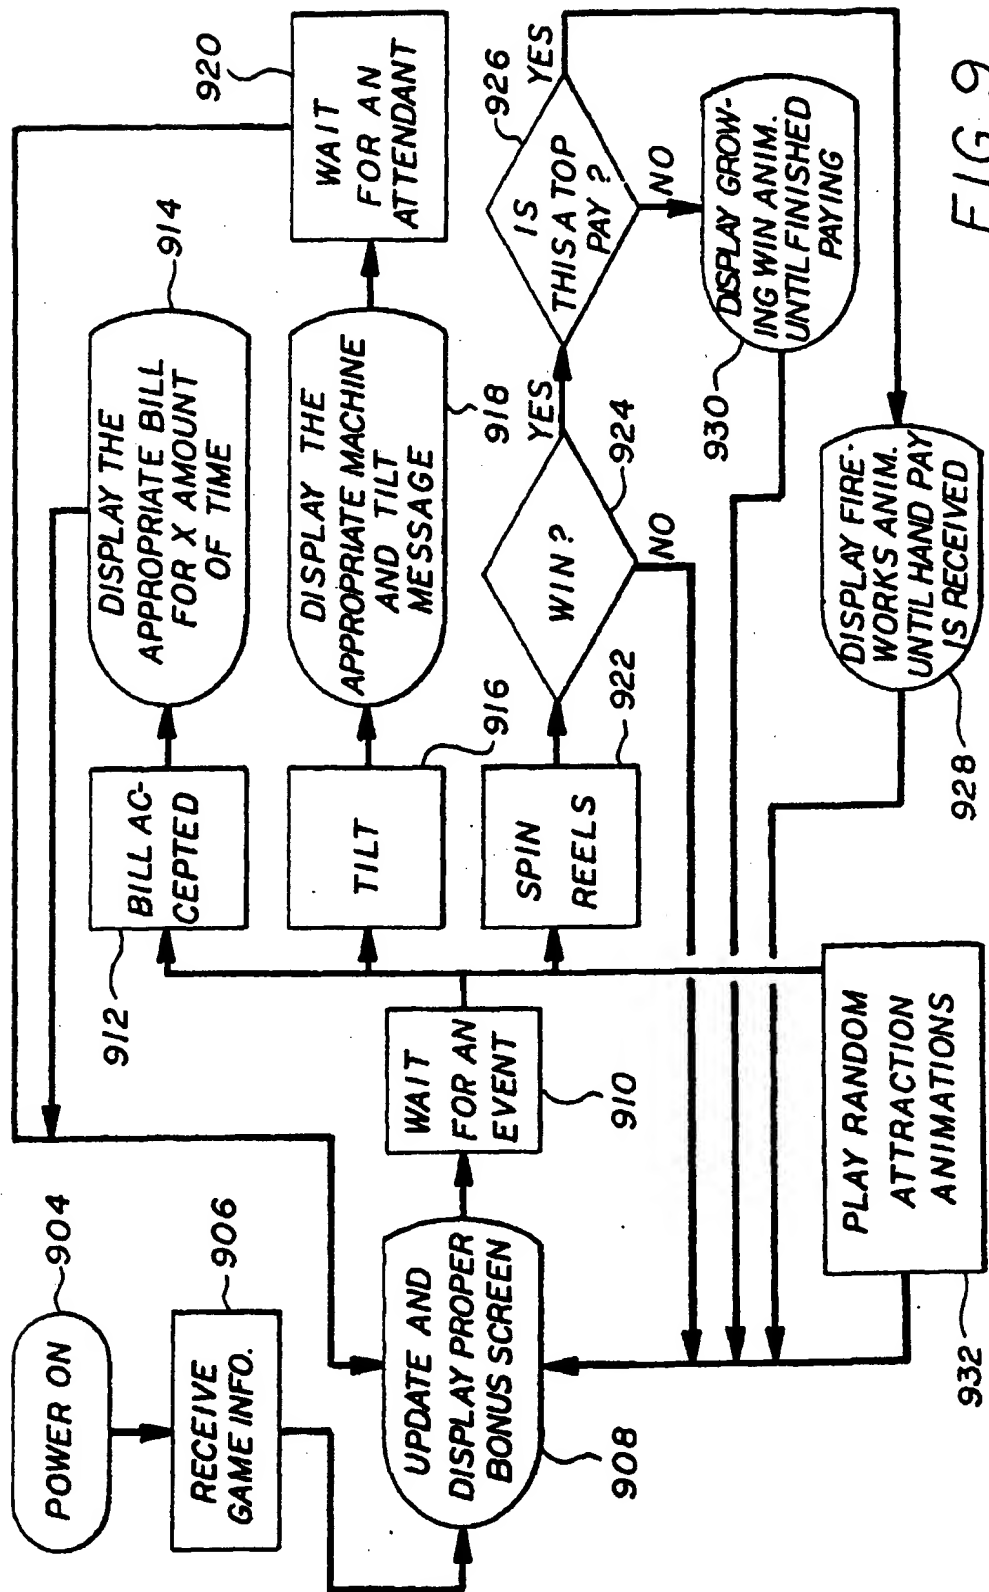 POWER ON
904
RECEIVE
GAME INFO.
906
UPDATE AND
DISPLAY PROPER
BONUS SCREEN
908
WAIT
FOR AN
EVENT
910
BILL AC-
CEPTED
912
DISPLAY THE
APPROPRIATE BILL
FOR X AMOUNT
OF TIME
914
TILT
916
DISPLAY THE
APPROPRIATE MACHINE
AND TILT
MESSAGE
918
WAIT
FOR AN
ATTENDANT
920
SPIN
REELS
922
WIN?
924
YES
NO
IS
THIS A TOP
PAY?
926
YES
NO
DISPLAY GROW-
ING WIN ANIM.
UNTIL FINISHED
PAYING
930
DISPLAY FIRE-
WORKS ANIM.
UNTIL HAND PAY
IS RECEIVED
928
PLAY RANDOM
ATTRACTION
ANIMATIONS
932
FIG. 9